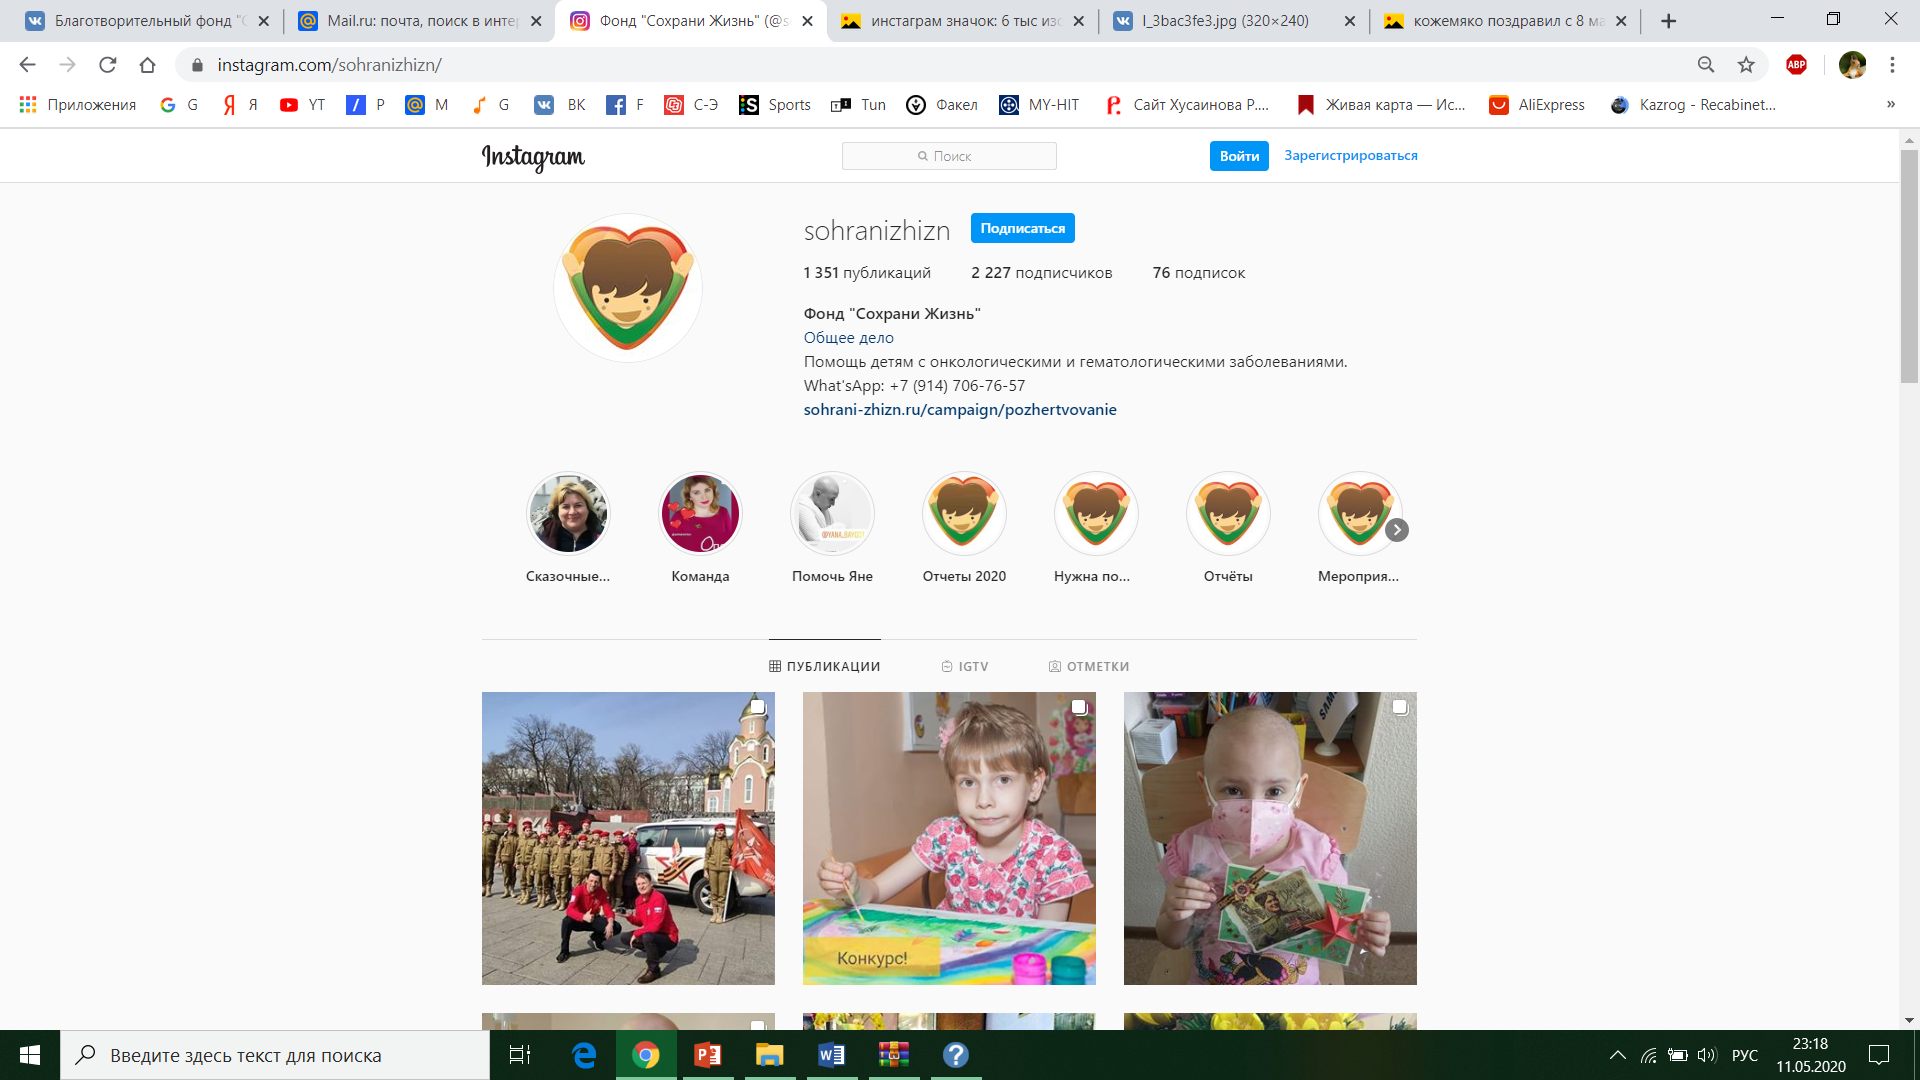 Благотворительный фонд "С
Mail.ru: почта, поиск в интер
Фонд "Сохрани Жизнь" (@s
инстаграм значок: 6 тыс изо
l_3bac3fe3.jpg (320×240)
кожемяко поздравил с 8 ма
instagram.com/sohranizhizn/
ABP
Приложения G Я YT Р М G ВК F С-Э Sports Tun Факел MY-HIT Сайт Хусаинова Р.... Живая карта — Ис... AliExpress Kazrog - Recabinet... »
Instagram
Поиск
Войти
Зарегистрироваться
sohranizhizn
Подписаться
1 351 публикаций 2 227 подписчиков 76 подписок
Фонд "Сохрани Жизнь"
Общее дело
Помощь детям с онкологическими и гематологическими заболеваниями.
What'sApp: +7 (914) 706-76-57
sohrani-zhizn.ru/campaign/pozhertvovanie
Сказочные... Команда Помочь Яне Отчеты 2020 Нужна по... Отчёты Мероприя...
ПУБЛИКАЦИИ IGTV ОТМЕТКИ
Конкурс!
Введите здесь текст для поиска
РУС
23:18
11.05.2020